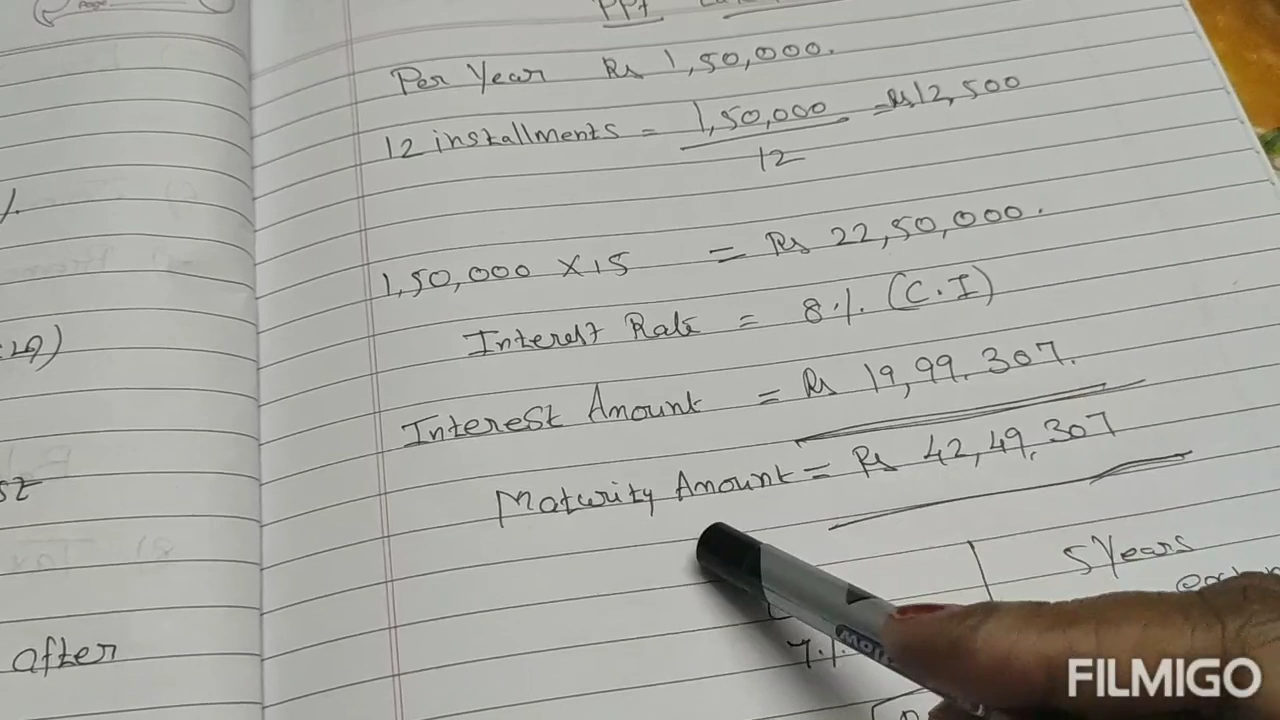 PPF
Per Year Rs 1,50,000.
12 installments = 1,50,000 = Rs 12,500
12
1,50,000 × 15 = Rs 22,50,000.
Interest Rate = 8 % (C.I)
Interest Amount = Rs 19,99,307.
Maturity Amount = Rs 42,49,307
5 Years
7 %
after
FILMIGO